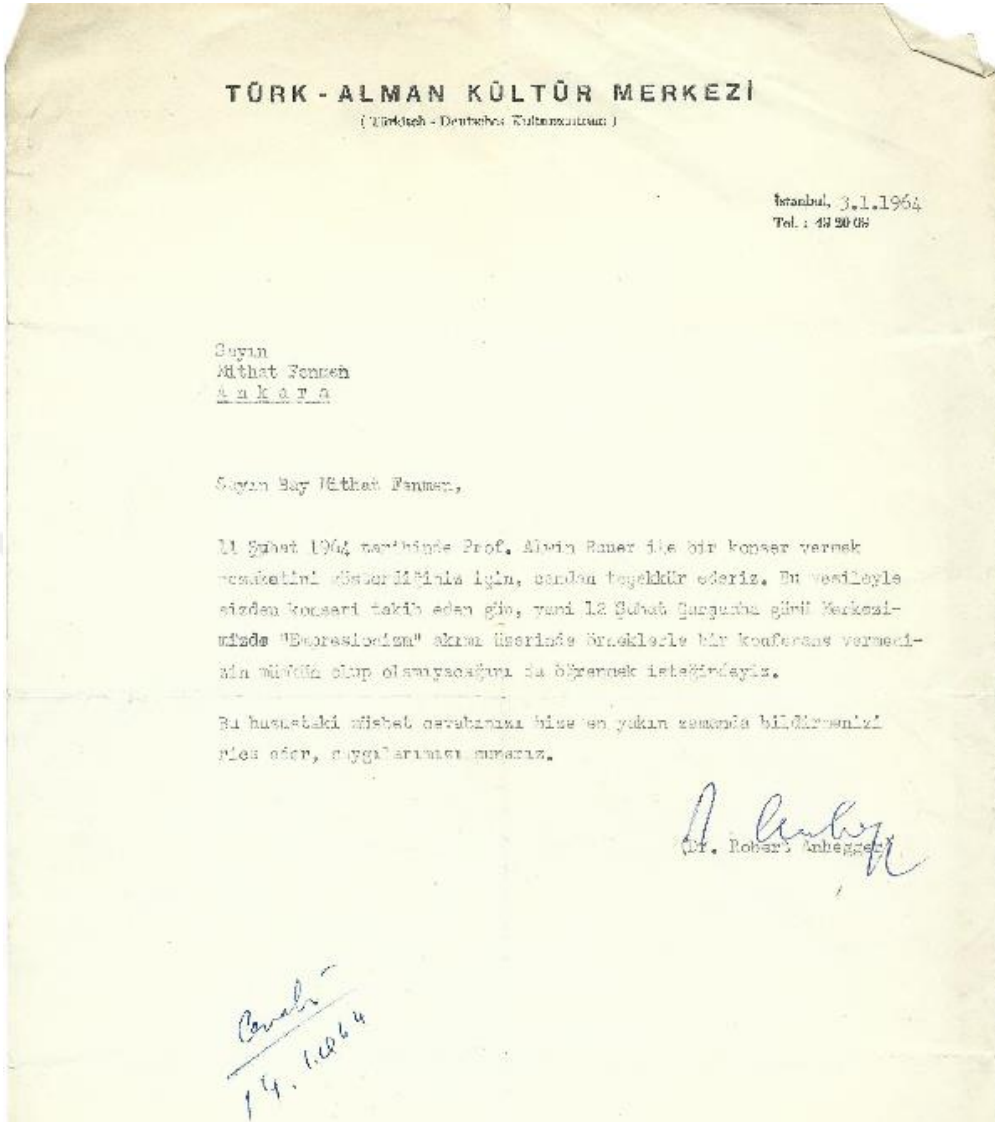 TÜRK - ALMAN KÜLTÜR MERKEZİ
( Türkisch - Deutsches Kulturzentrum )
İstanbul, 3.1.1964
Tel. : 49 20 09
Sayın
Mithat Fenmen
A n k a r a
Sayın Bay Mithat Fenmen,
11 Şubat 1964 tarihinde Prof. Alwin Bauer ile bir konser vermek
nezaketini gösterdiğiniz için, candan teşekkür ederiz. Bu vesileyle
sizden konseri takib eden gün, yani 12 Şubat Çarşamba günü Merkezi-
mizde "Empresionizm" akımı üzerinde örneklerle bir konferans vermeni-
zin mümkün olup olamıyacağını da öğrenmek isteğindeyiz.
Bu husustaki müsbet cevabınızı bize en yakın zamanda bildirmenizi
rica eder, saygılarımızı sunarız.
(Dr. Robert Anhegger)
Cevabı
14.1.1964